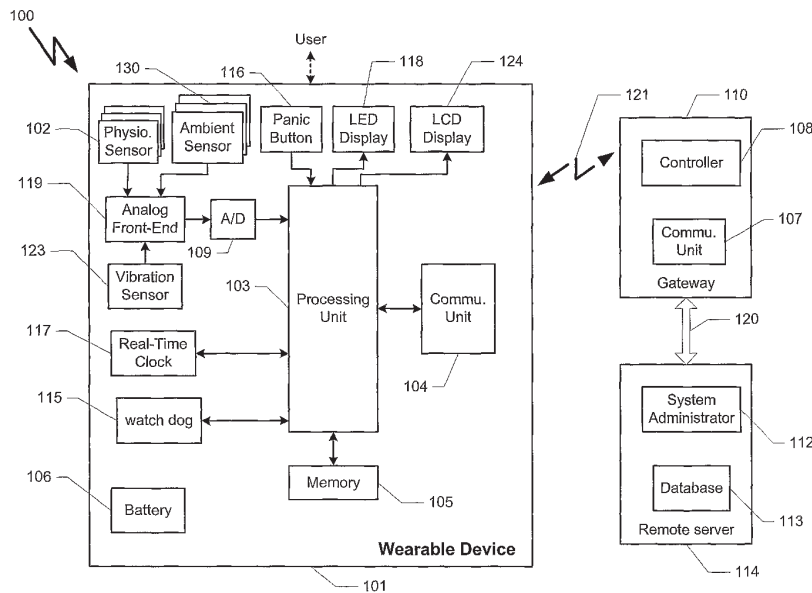 100
User
130
116
118
124
102
Physio.
Sensor
Ambient
Sensor
Panic
Button
LED
Display
LCD
Display
121
110
Controller
108
119
Analog
Front-End
A/D
109
Commu.
Unit
107
Gateway
123
Vibration
Sensor
103
Processing
Unit
Commu.
Unit
104
120
117
Real-Time
Clock
115
watch dog
System
Administrator
112
106
Battery
Memory
105
Database
113
Remote server
114
Wearable Device
101